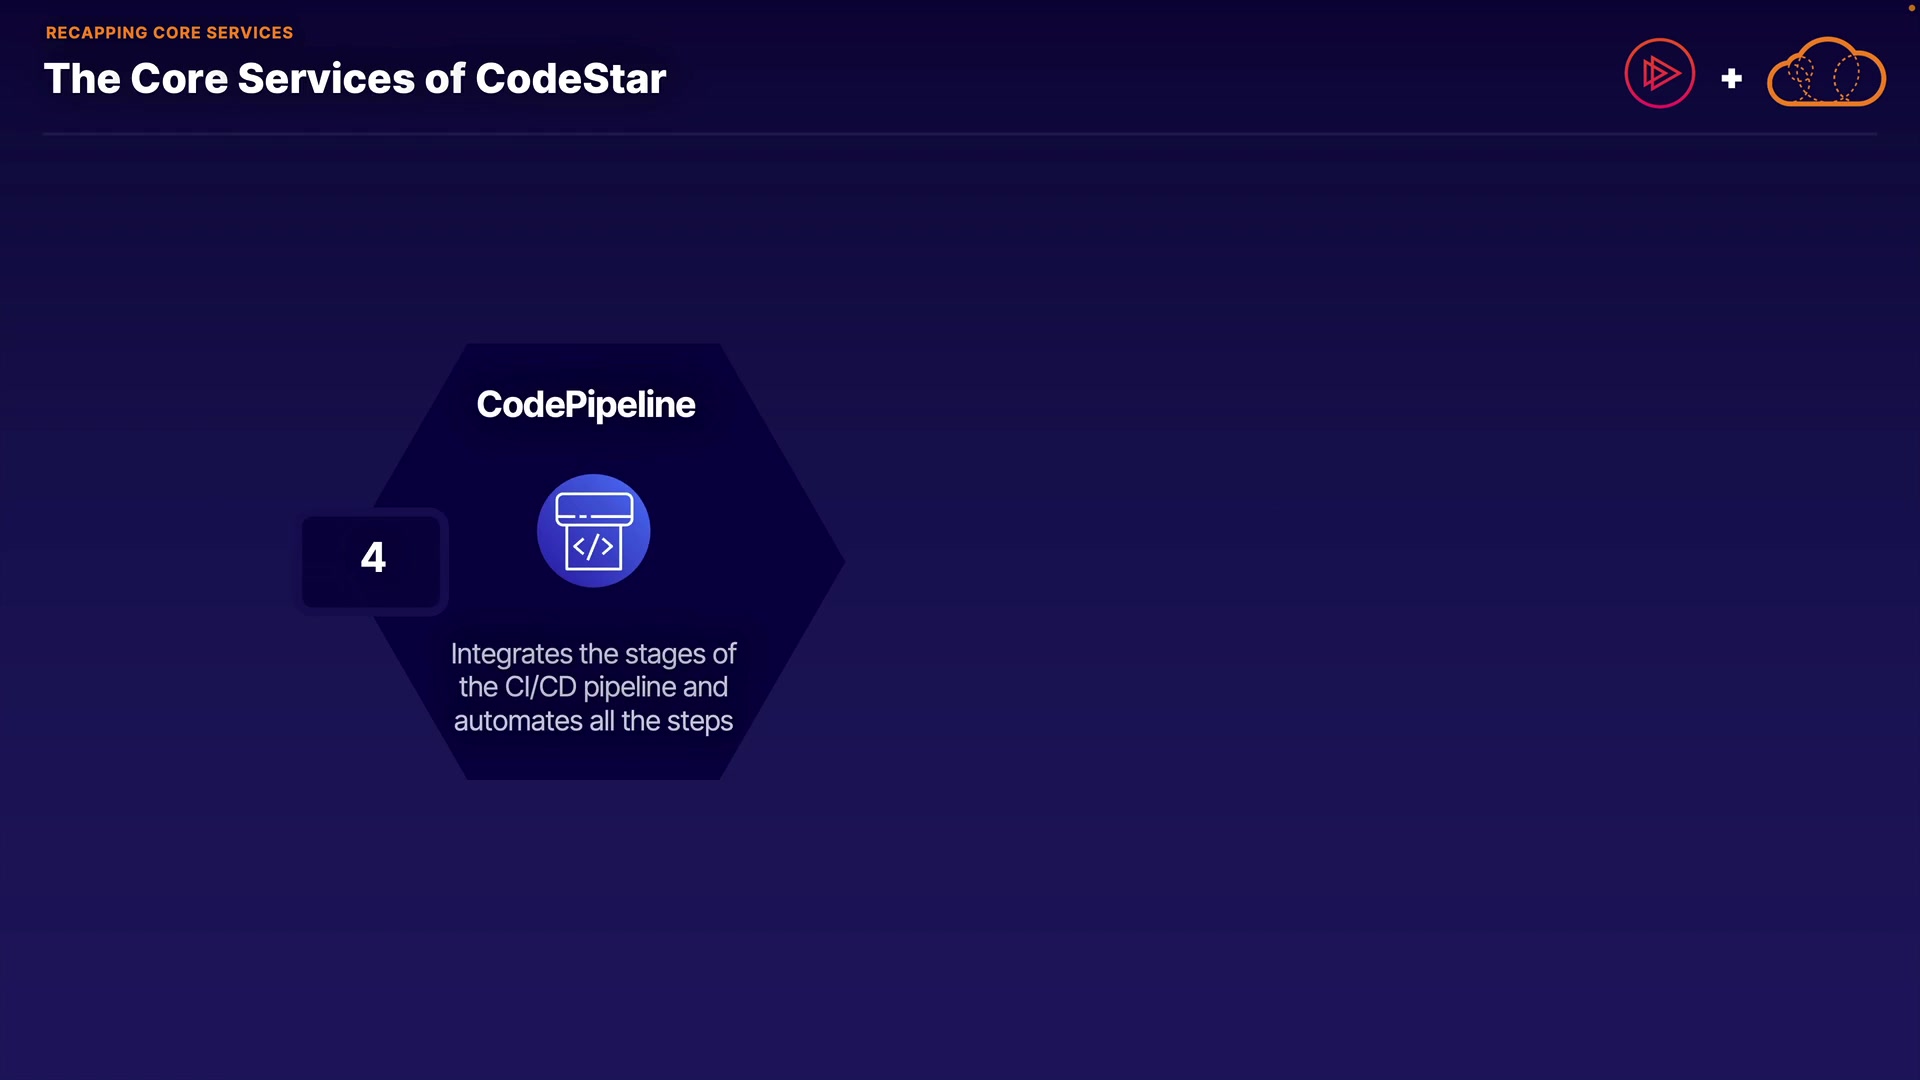 RECAPPING CORE SERVICES
The Core Services of CodeStar
+
CodePipeline
</>
4
Integrates the stages of
the CI/CD pipeline and
automates all the steps